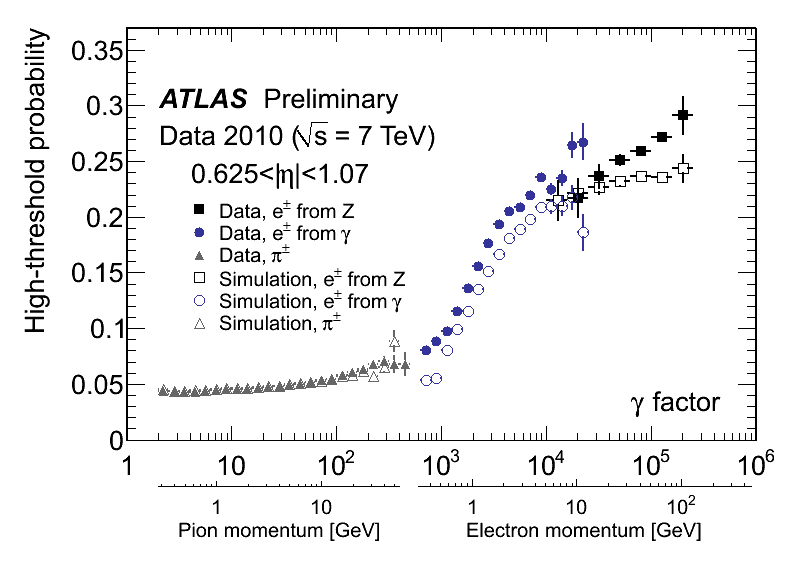 High-threshold probability
0.35
0.3
0.25
0.2
0.15
0.1
0.05
0
ATLAS Preliminary
Data 2010 (√s = 7 TeV)
0.625<|η|<1.07
Data, e± from Z
Data, e± from γ
Data, π±
Simulation, e± from Z
Simulation, e± from γ
Simulation, π±
γ factor
1 10 10² 10³ 10⁴ 10⁵ 10⁶
1 10 1 10 10²
Pion momentum [GeV] Electron momentum [GeV]